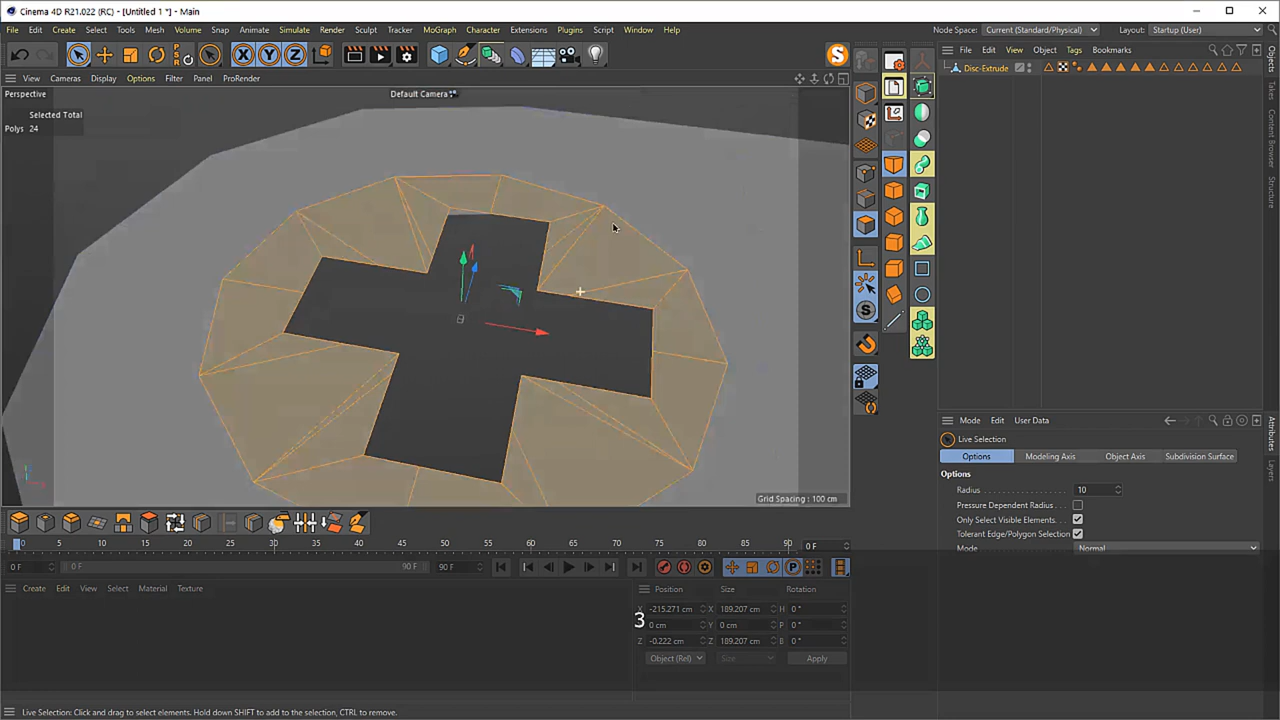 Cinema 4D R21.022 (RC) - [Untitled 1 *] - Main
File Edit Create Select Tools Mesh Volume Snap Animate Simulate Render Sculpt Tracker MoGraph Character Extensions Plugins Script Window Help Node Space: Current (Standard/Physical) Layout: Startup (User)
X Y Z
View Cameras Display Options Filter Panel ProRender
File Edit View Object Tags Bookmarks
Perspective
Default Camera
Disc-Extrude
Selected Total
Polys 24
Objects
Takes
Content Browser
Structure
Grid Spacing : 100 cm
Mode Edit User Data
Live Selection
Options Modeling Axis Object Axis Subdivision Surface
Options
Radius 10
Pressure Dependent Radius
Only Select Visible Elements
Tolerant Edge/Polygon Selection
Mode Normal
Attributes
Layers
0 5 10 15 20 25 30 35 40 45 50 55 60 65 70 75 80 85 90 0 F
0 F 0 F 90 F 90 F
Create Edit View Select Material Texture
Position Size Rotation
X -215.271 cm X 189.207 cm H 0 °
3
0 cm Y 0 cm P 0 °
Z -0.222 cm Z 189.207 cm B 0 °
Object (Rel) Size Apply
Live Selection: Click and drag to select elements. Hold down SHIFT to add to the selection, CTRL to remove.